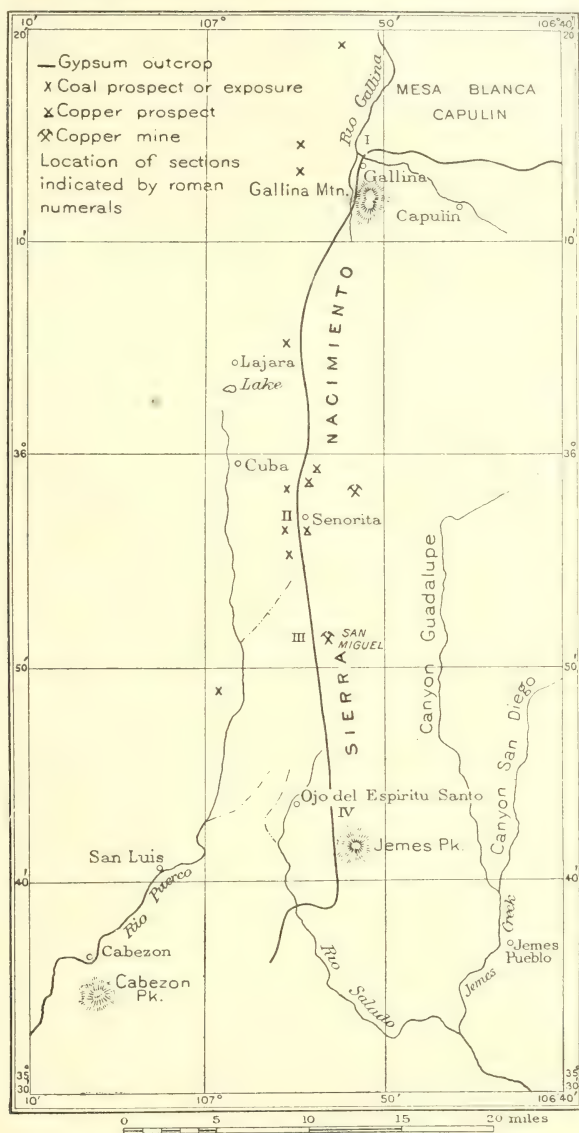 10' 107° 50' 106°40'
20' 20'
Gypsum outcrop
Coal prospect or exposure
Copper prospect
Copper mine
Location of sections
indicated by roman
numerals
Rio Gallina
MESA BLANCA
CAPULIN
I
Gallina
Gallina Mtn.
Capulin
10' 10'
NACIMIENTO
Lajara
Lake
36° 36°
Cuba
II
Senorita
Canyon Guadalupe
III
SAN
MIGUEL
50' 50'
SIERRA
Canyon San Diego
Ojo del Espiritu Santo
IV
Jemes Pk.
San Luis
40' 40'
Rio Puerco
Cabezon
Cabezon
Pk.
Rio Salado
Jemes Creek
Jemes
Pueblo
35° 35°
30' 30'
10' 107° 50' 106°40'
0 5 10 15 20 miles